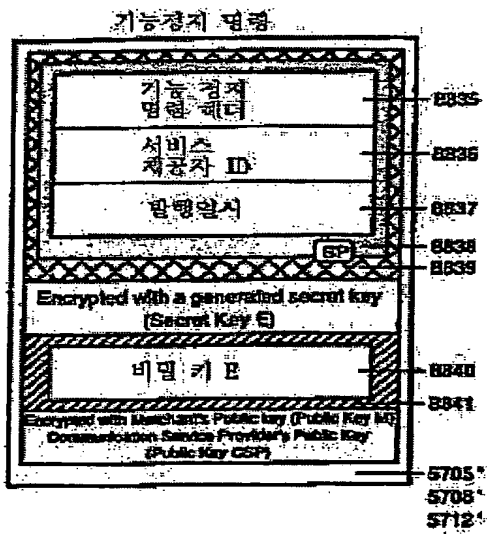 기능정지 명령
기능 정지
명령 헤더
8835
서비스
제공자 ID
8836
발행일시
8837
SP
8838
8839
Encrypted with a generated secret key
(Secret Key E)
비밀 키 E
8840
8841
Encrypted with Merchant's Public key (Public Key M)
Communication Service Provider's Public Key
(Public Key CSP)
5705"
5708"
5712"